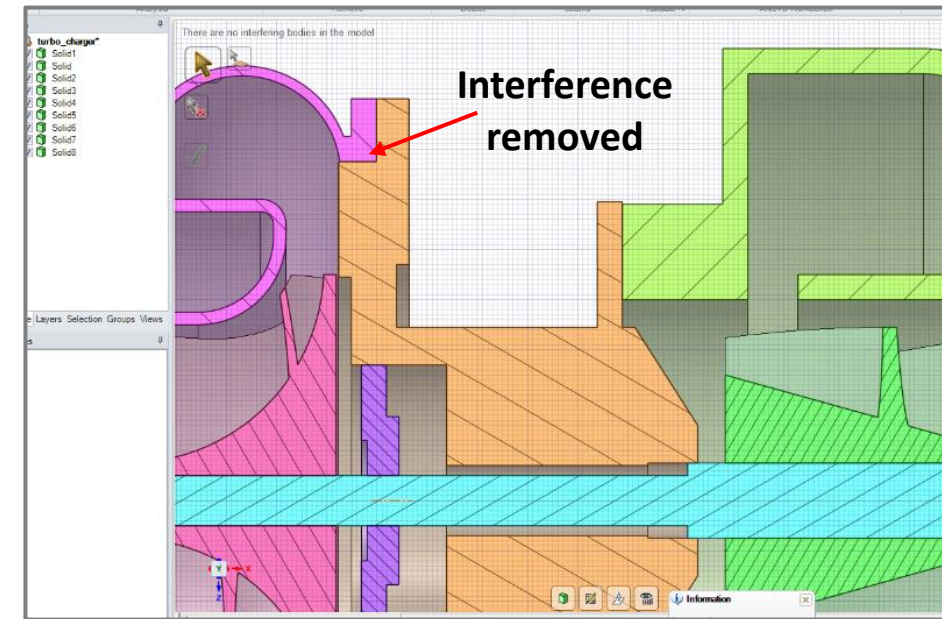 There are no interfering bodies in the model
turbo_charger*
Solid1
Solid
Solid2
Solid3
Solid4
Solid5
Solid6
Solid7
Solid8
Interference
removed
Layers Selection Groups Views
Y
X
Z
Information